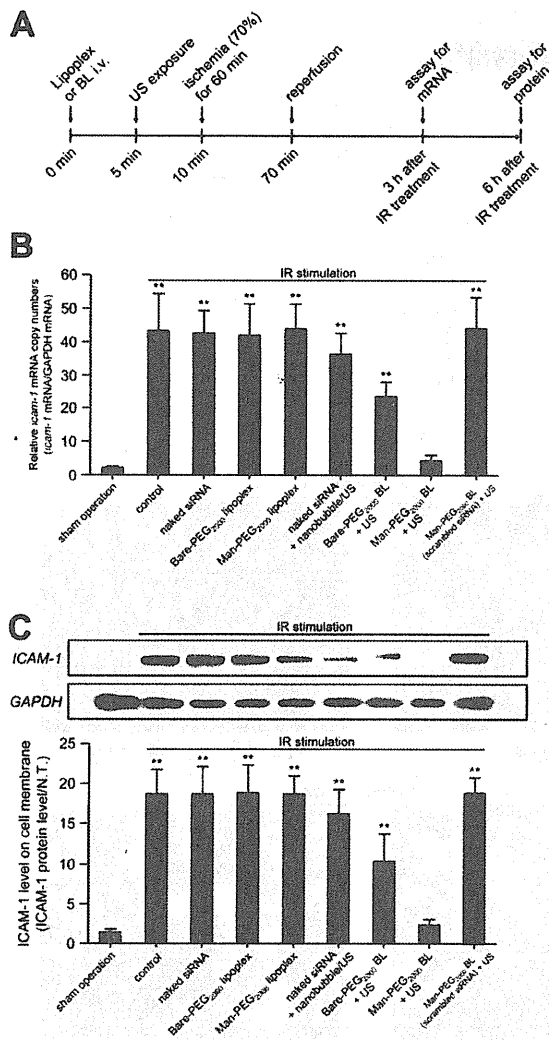 A
Lipoplex
or BL i.v.
US exposure
ischemia (70%)
for 60 min
reperfusion
assay for
mRNA
assay for
protein
0 min
5 min
10 min
70 min
3 h after
IR treatment
6 h after
IR treatment
B
IR stimulation
Relative icam-1 mRNA copy numbers
(icam-1 mRNA/GAPDH mRNA)
60
50
40
30
20
10
0
**
**
**
**
**
**
**
sham operation
control
naked siRNA
Bare-PEG2000 lipoplex
Man-PEG2000 lipoplex
naked siRNA
+ nanobubble/US
Bare-PEG2000 BL
+ US
Man-PEG2000 BL
+ US
Man-PEG2000 BL
(scrambled siRNA) + US
C
IR stimulation
ICAM-1
GAPDH
IR stimulation
ICAM-1 level on cell membrane
(ICAM-1 protein level/N.T.)
25
20
15
10
5
0
**
**
**
**
**
**
**
sham operation
control
naked siRNA
Bare-PEG2000 lipoplex
Man-PEG2000 lipoplex
naked siRNA
+ nanobubble/US
Bare-PEG2000 BL
+ US
Man-PEG2000 BL
+ US
Man-PEG2000 BL
(scrambled siRNA) + US